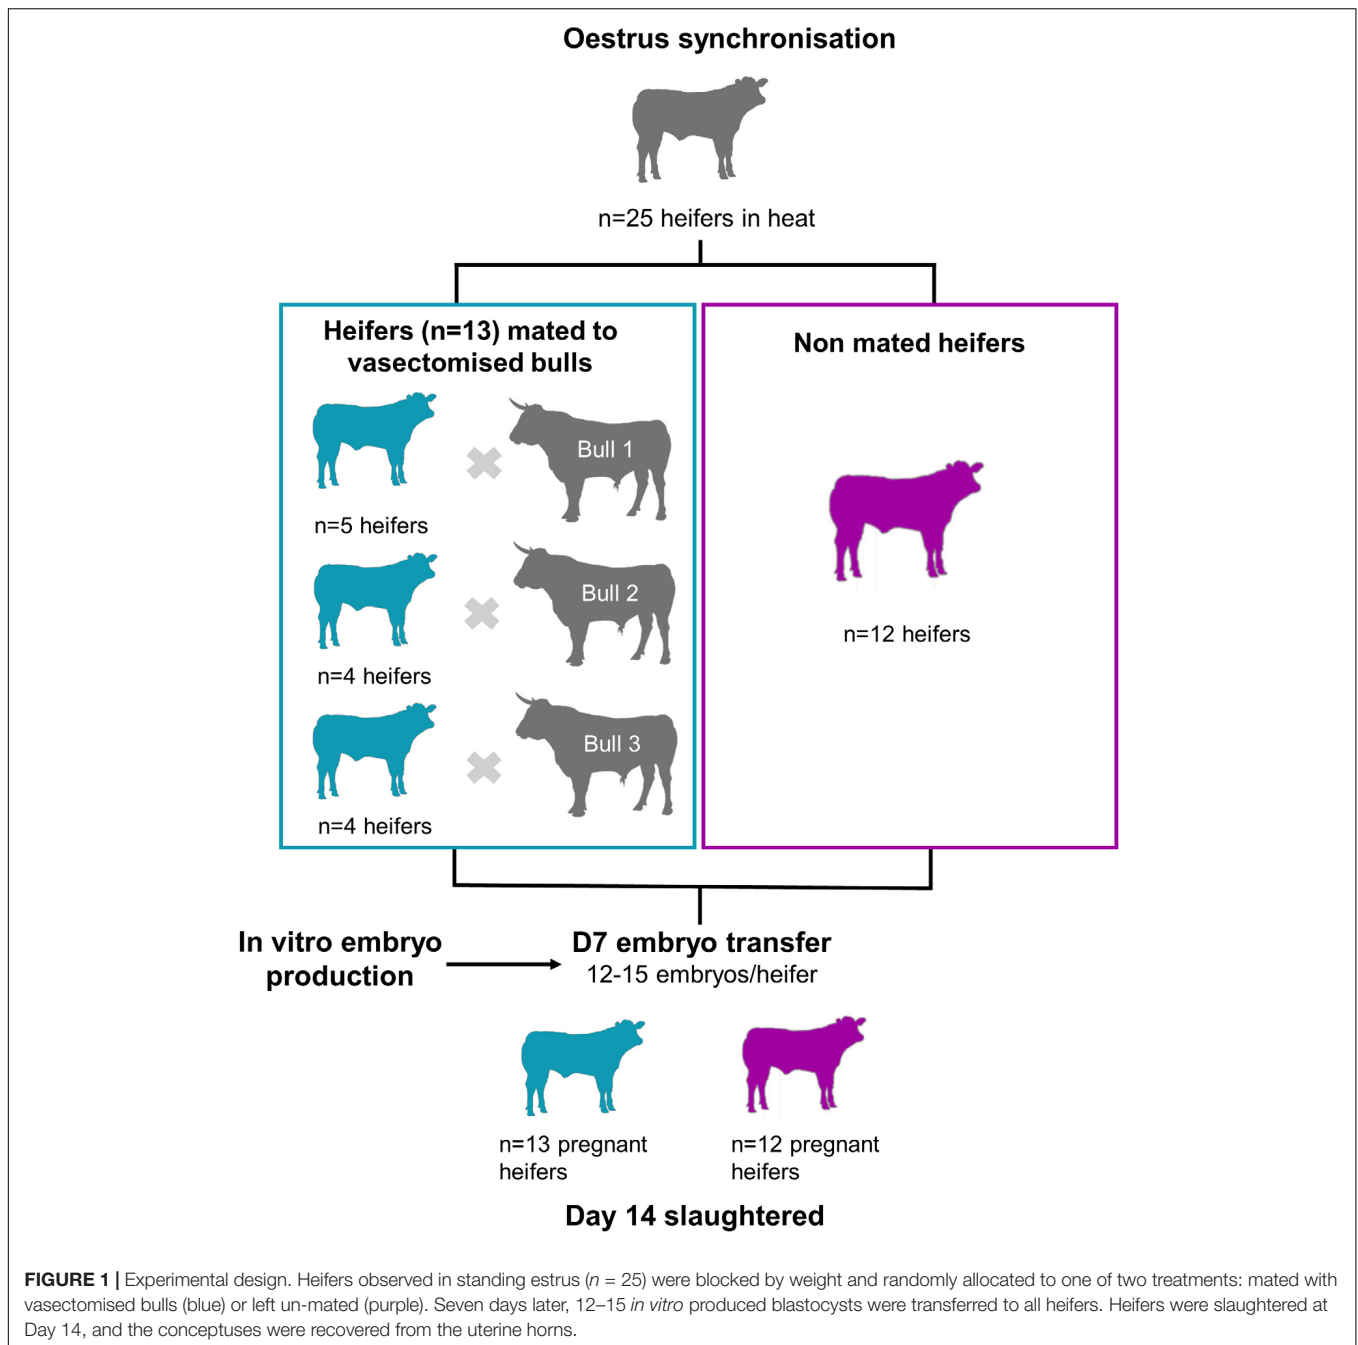 Oestrus synchronisation
n=25 heifers in heat
Heifers (n=13) mated to
vasectomised bulls
Bull 1
n=5 heifers
Bull 2
n=4 heifers
Bull 3
n=4 heifers
Non mated heifers
n=12 heifers
In vitro embryo
production
D7 embryo transfer
12-15 embryos/heifer
n=13 pregnant
heifers
n=12 pregnant
heifers
Day 14 slaughtered
FIGURE 1 | Experimental design. Heifers observed in standing estrus (n = 25) were blocked by weight and randomly allocated to one of two treatments: mated with
vasectomised bulls (blue) or left un-mated (purple). Seven days later, 12–15 in vitro produced blastocysts were transferred to all heifers. Heifers were slaughtered at
Day 14, and the conceptuses were recovered from the uterine horns.